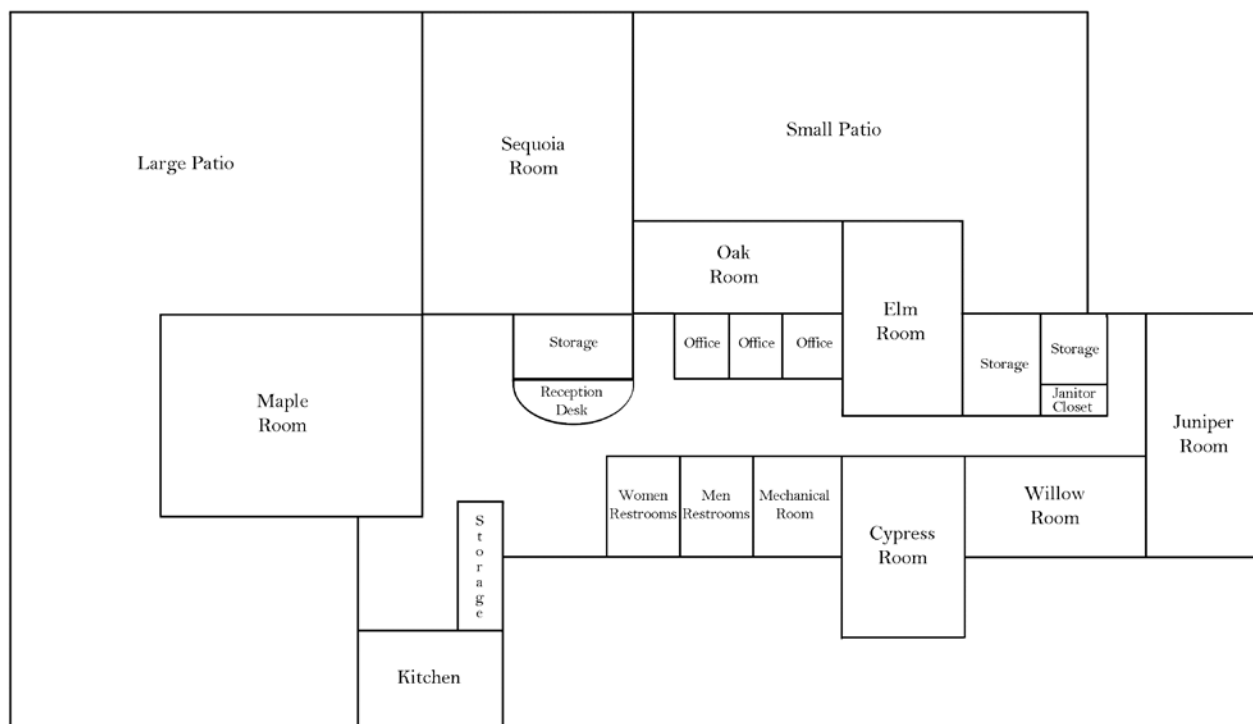 Large Patio
Sequoia
Room
Small Patio
Oak
Room
Elm
Room
Storage
Office
Office
Office
Storage
Storage
Janitor
Closet
Reception
Desk
Maple
Room
Juniper
Room
Women
Restrooms
Men
Restrooms
Mechanical
Room
Cypress
Room
Willow
Room
Storage
Kitchen